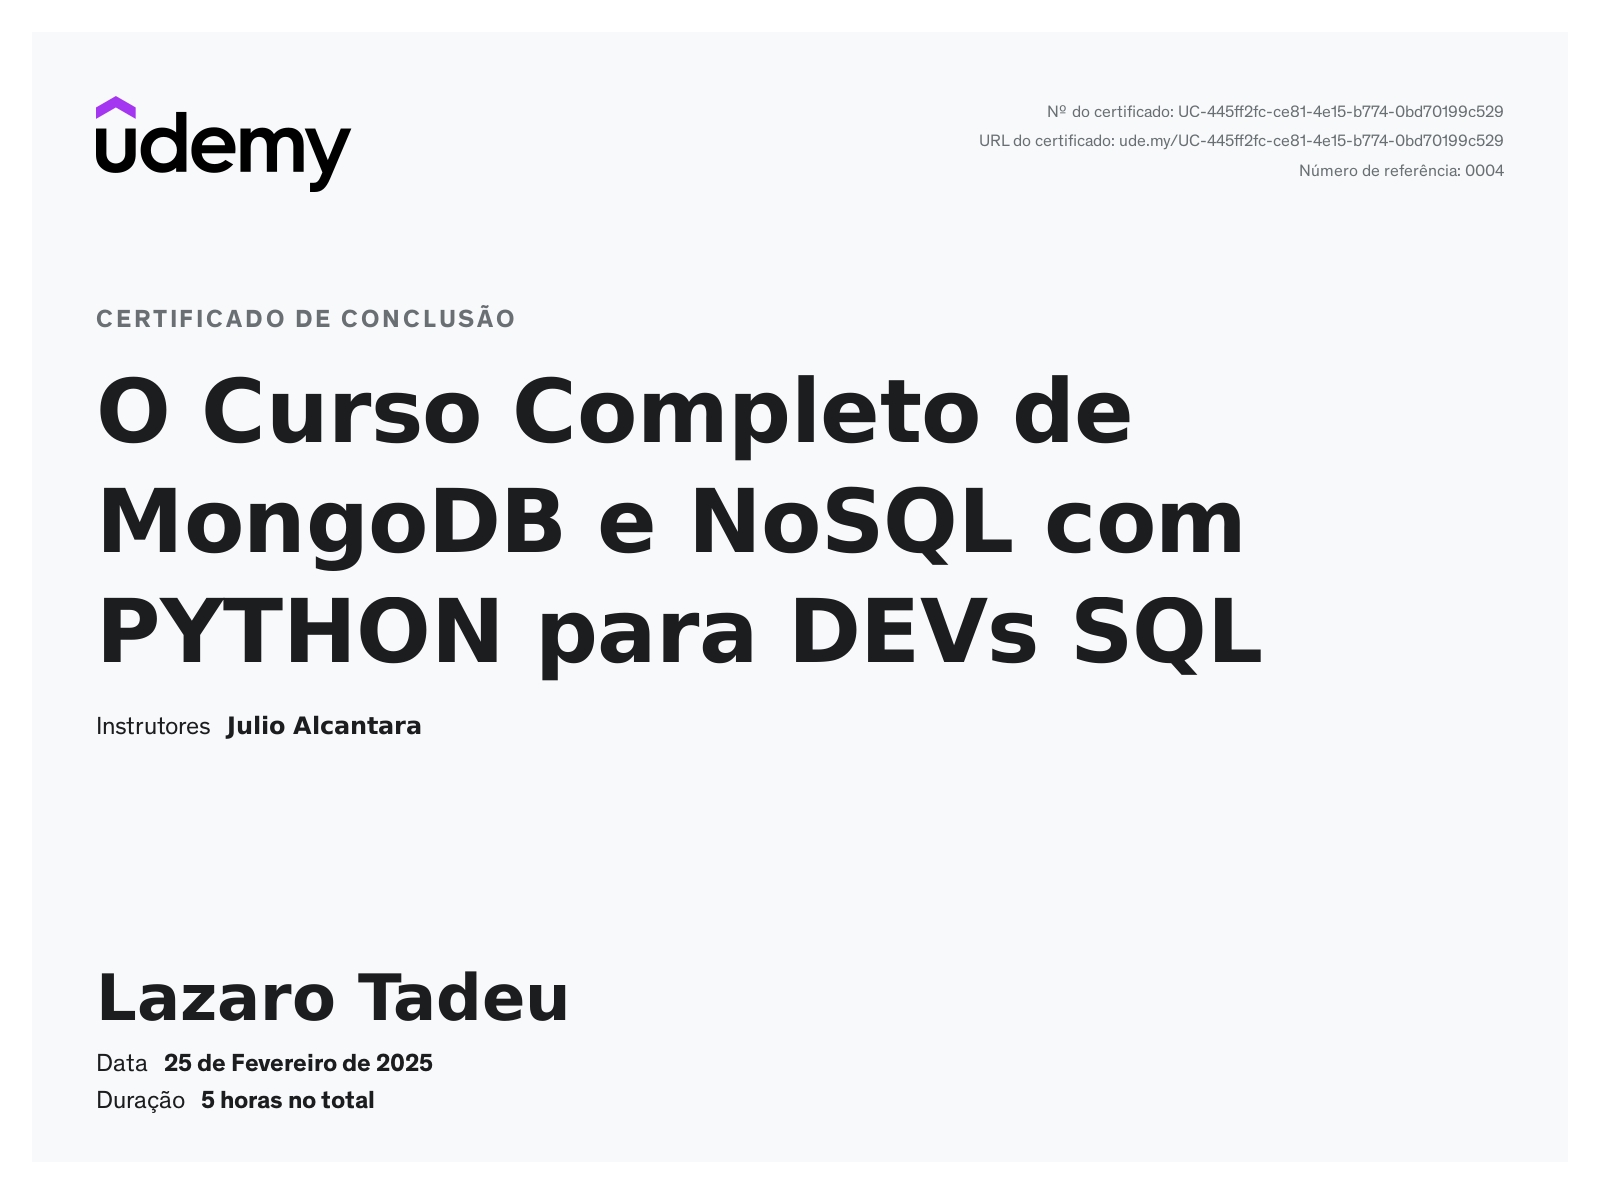 udemy
Nº do certificado: UC-445ff2fc-ce81-4e15-b774-0bd70199c529
URL do certificado: ude.my/UC-445ff2fc-ce81-4e15-b774-0bd70199c529
Número de referência: 0004
CERTIFICADO DE CONCLUSÃO
O Curso Completo de
MongoDB e NoSQL com
PYTHON para DEVs SQL
Instrutores Julio Alcantara
Lazaro Tadeu
Data 25 de Fevereiro de 2025
Duração 5 horas no total